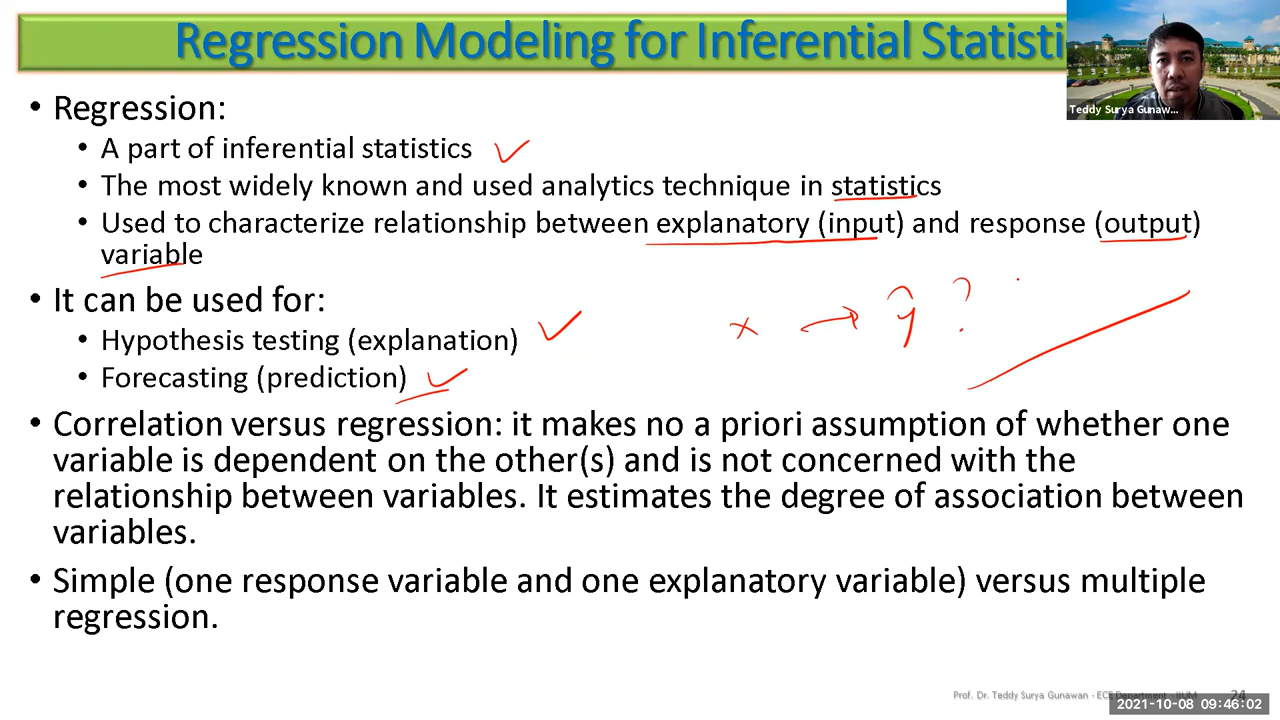 Regression Modeling for Inferential Statisti
Teddy Surya Gunaw...
• Regression:
• A part of inferential statistics
• The most widely known and used analytics technique in statistics
• Used to characterize relationship between explanatory (input) and response (output)
variable
• It can be used for:
• Hypothesis testing (explanation)
x → ŷ ?
• Forecasting (prediction)
• Correlation versus regression: it makes no a priori assumption of whether one
variable is dependent on the other(s) and is not concerned with the
relationship between variables. It estimates the degree of association between
variables.
• Simple (one response variable and one explanatory variable) versus multiple
regression.
Prof. Dr. Teddy Surya Gunawan - ECE Department - IIUM 24
2021-10-08 09:46:02